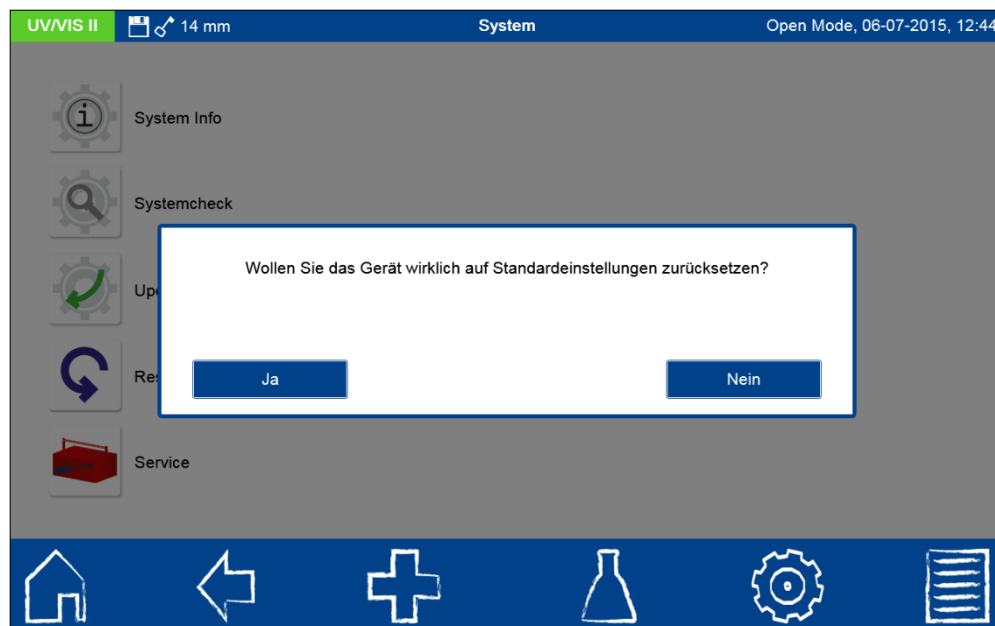 UV/VIS II 14 mm System Open Mode, 06-07-2015, 12:44
System Info
Systemcheck
Wollen Sie das Gerät wirklich auf Standardeinstellungen zurücksetzen?
Ja Nein
Service